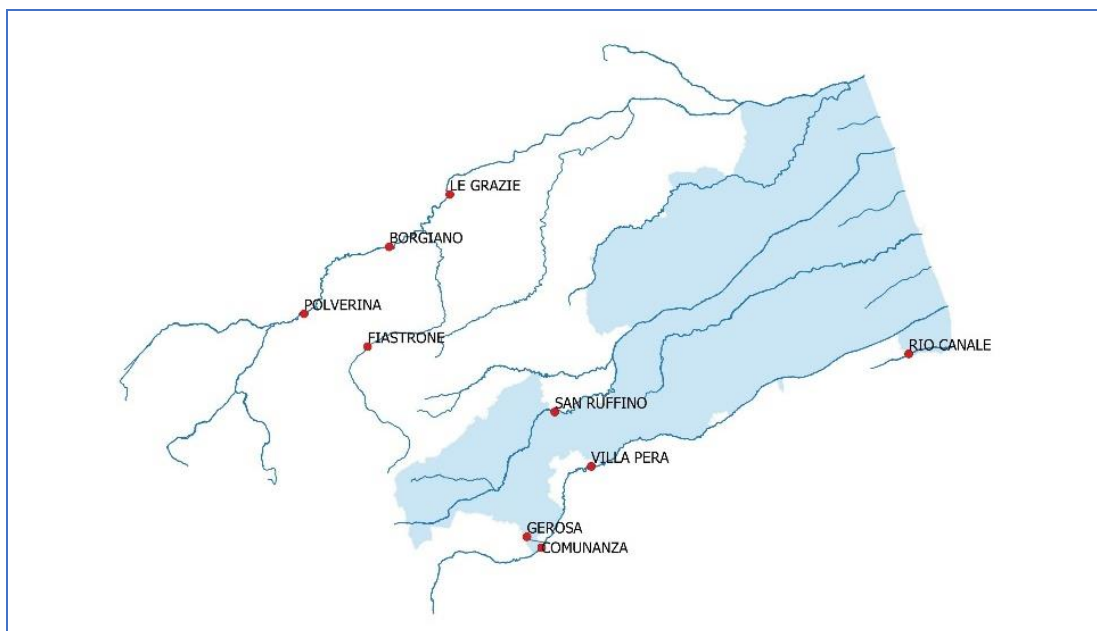 LE GRAZIE
BORGIANO
POLVERINA
FIASTRONE
RIO CANALE
SAN RUFFINO
VILLA PERA
GEROSA
COMUNANZA